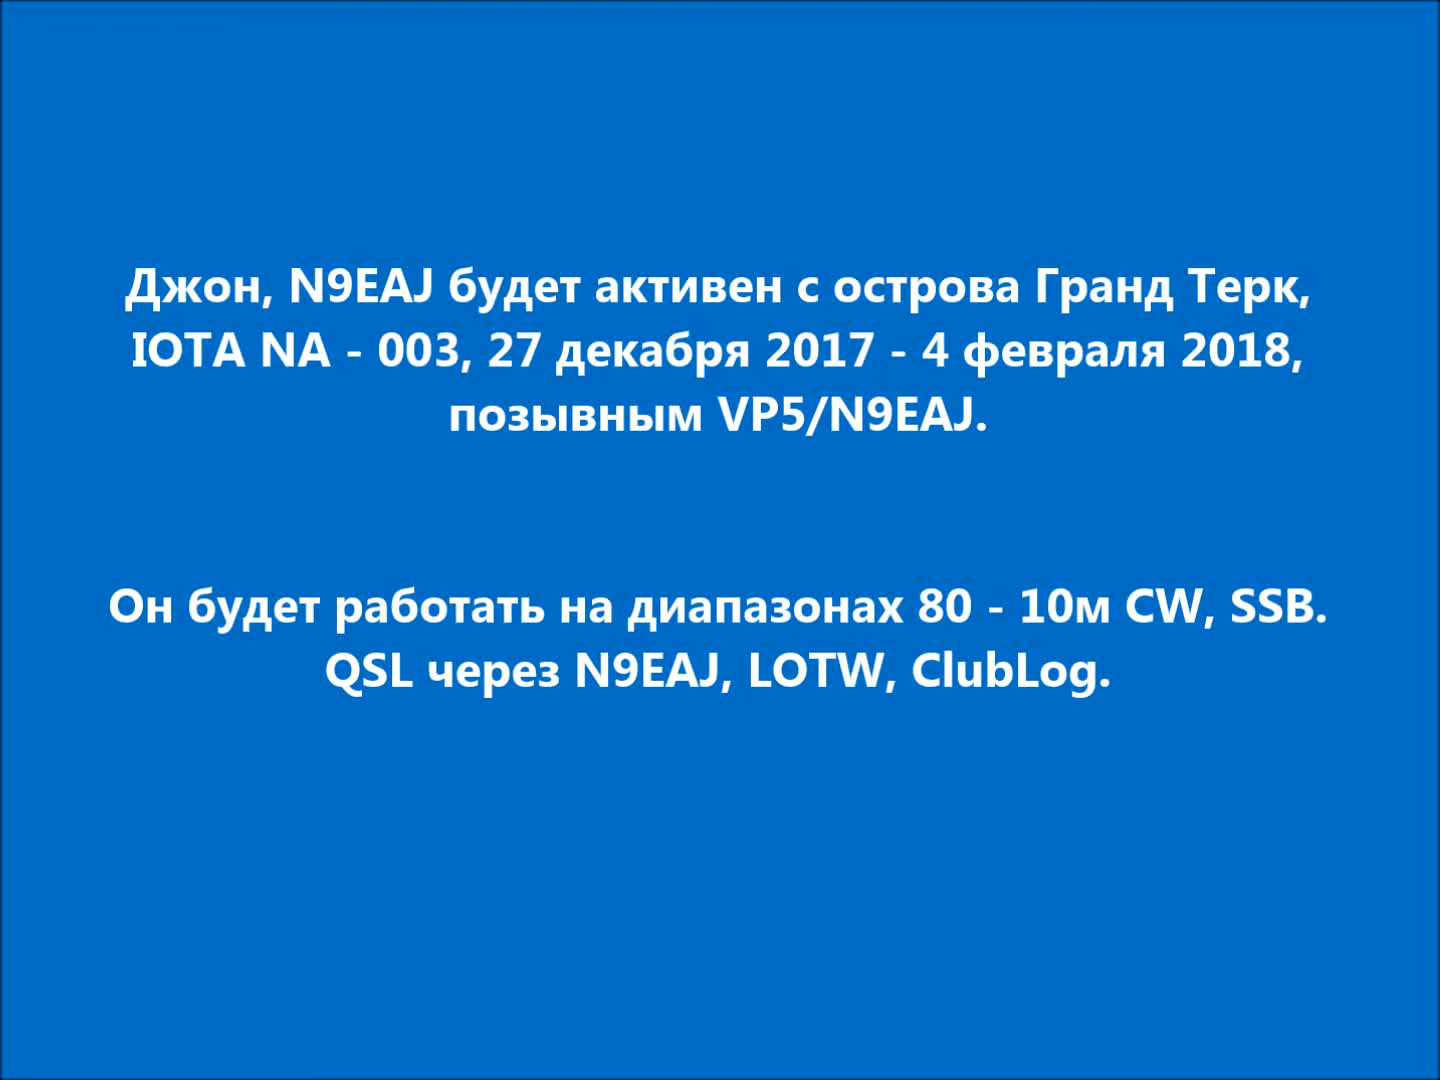 Джон, N9EAJ будет активен с острова Гранд Терк,
IOTA NA - 003, 27 декабря 2017 - 4 февраля 2018,
позывным VP5/N9EAJ.
Он будет работать на диапазонах 80 - 10м CW, SSB.
QSL через N9EAJ, LOTW, ClubLog.